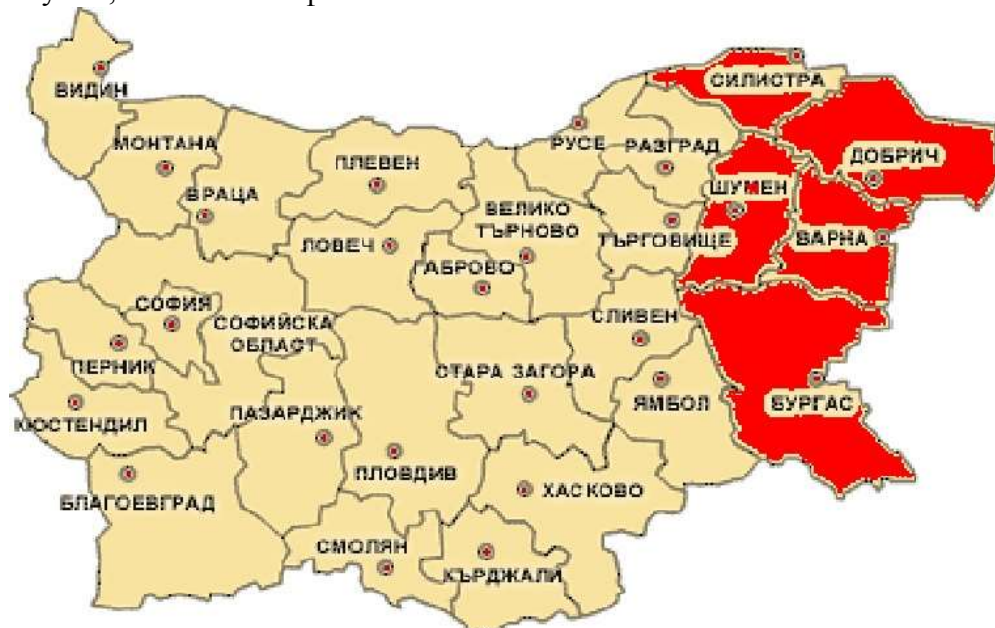 ВИДИН
СИЛИСТРА
МОНТАНА
ПЛЕВЕН
РУСЕ
РАЗГРАД
ДОБРИЧ
ВРАЦА
ШУМЕН
ВЕЛИКО
ТЪРНОВО
ЛОВЕЧ
ТЪРГОВИЩЕ
ВАРНА
ГАБРОВО
СОФИЯ
СОФИЙСКА
ОБЛАСТ
СЛИВЕН
ПЕРНИК
СТАРА ЗАГОРА
ЯМБОЛ
БУРГАС
КЮСТЕНДИЛ
ПАЗАРДЖИК
ПЛОВДИВ
ХАСКОВО
БЛАГОЕВГРАД
СМОЛЯН
КЪРДЖАЛИ